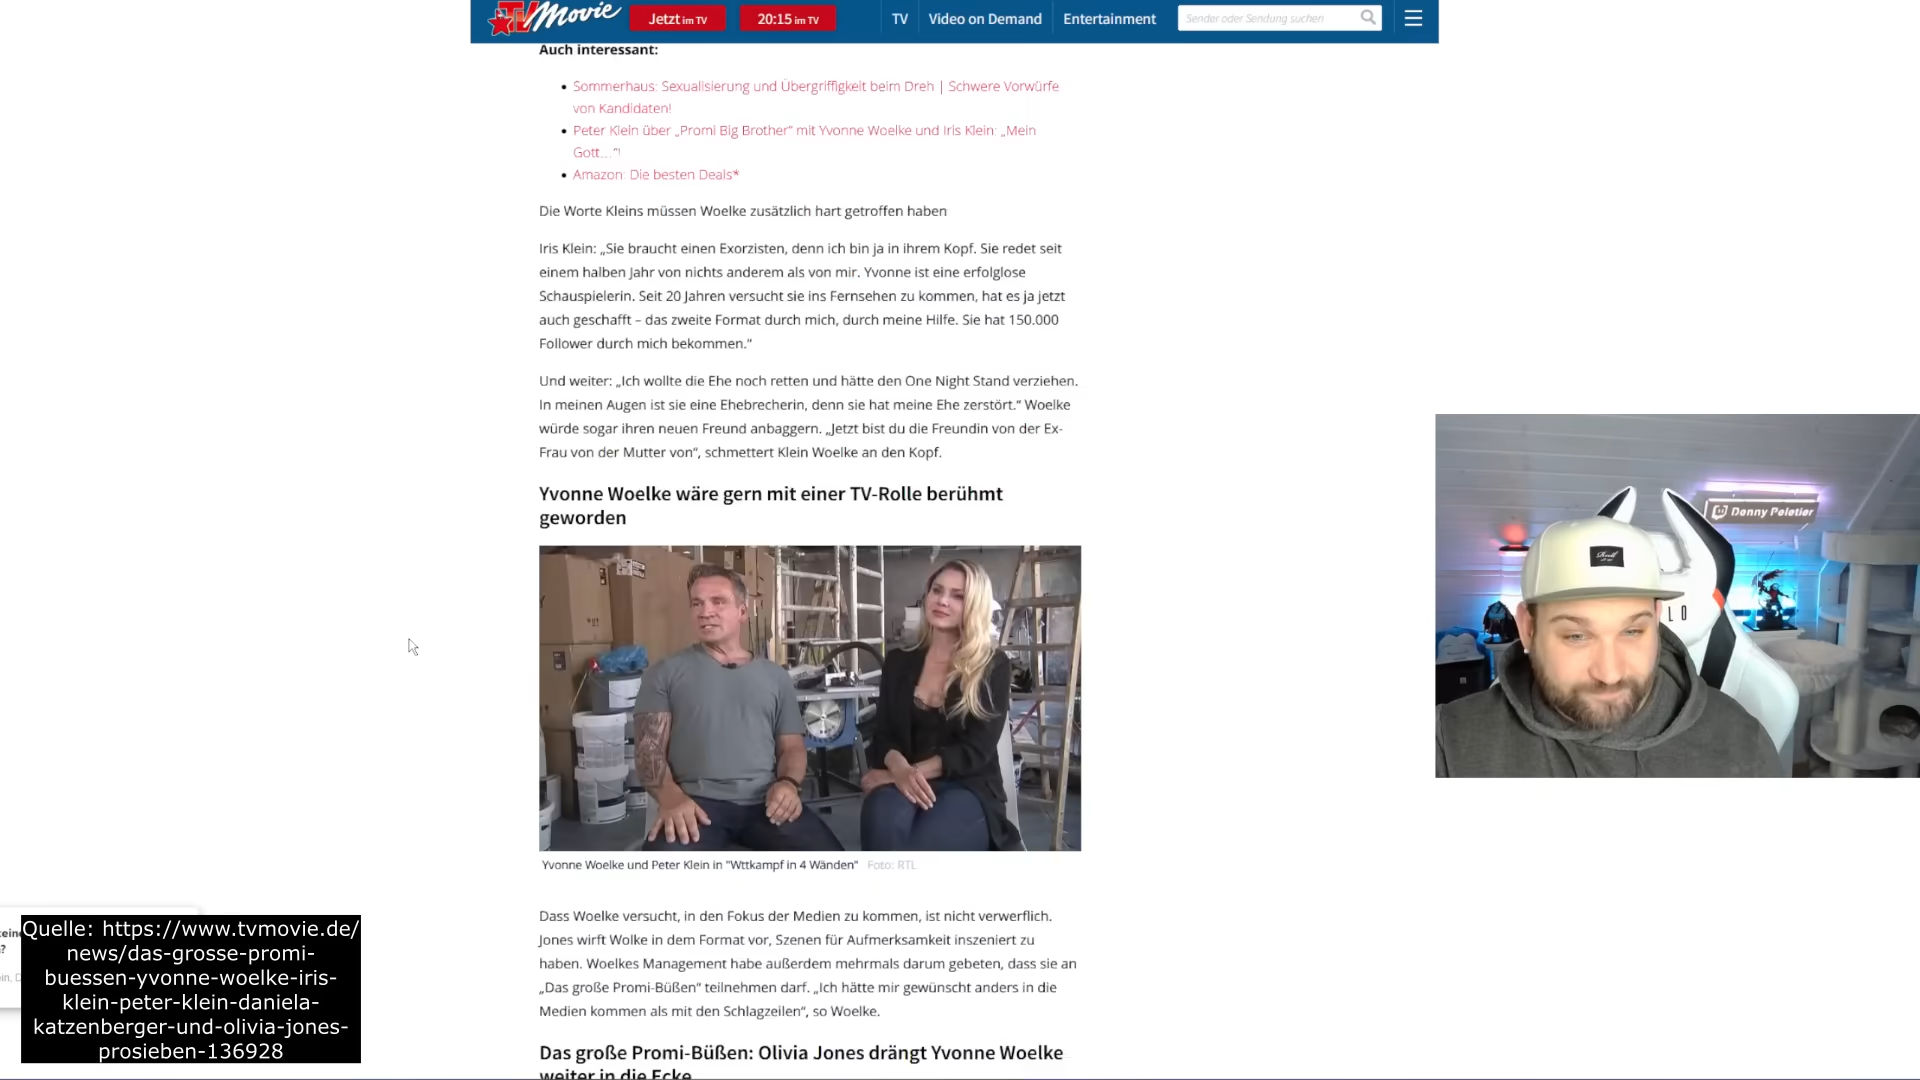 TVMovie
Jetzt im TV
20:15 im TV
TV
Video on Demand
Entertainment
Sender oder Sendung suchen
Auch interessant:
Sommerhaus: Sexualisierung und Übergriffigkeit beim Dreh | Schwere Vorwürfe
von Kandidaten!
Peter Klein über „Promi Big Brother“ mit Yvonne Woelke und Iris Klein: „Mein
Gott…“!
Amazon: Die besten Deals*
Die Worte Kleins müssen Woelke zusätzlich hart getroffen haben
Iris Klein: „Sie braucht einen Exorzisten, denn ich bin ja in ihrem Kopf. Sie redet seit
einem halben Jahr von nichts anderem als von mir. Yvonne ist eine erfolglose
Schauspielerin. Seit 20 Jahren versucht sie ins Fernsehen zu kommen, hat es ja jetzt
auch geschafft – das zweite Format durch mich, durch meine Hilfe. Sie hat 150.000
Follower durch mich bekommen.“
Und weiter: „Ich wollte die Ehe noch retten und hätte den One Night Stand verziehen.
In meinen Augen ist sie eine Ehebrecherin, denn sie hat meine Ehe zerstört.“ Woelke
würde sogar ihren neuen Freund anbaggern. „Jetzt bist du die Freundin von der Ex-
Frau von der Mutter von“, schmettert Klein Woelke an den Kopf.
Yvonne Woelke wäre gern mit einer TV-Rolle berühmt
geworden
Yvonne Woelke und Peter Klein in "Wttkampf in 4 Wänden" Foto: RTL
Dass Woelke versucht, in den Fokus der Medien zu kommen, ist nicht verwerflich.
Jones wirft Wolke in dem Format vor, Szenen für Aufmerksamkeit inszeniert zu
haben. Woelkes Management habe außerdem mehrmals darum gebeten, dass sie an
„Das große Promi-Büßen“ teilnehmen darf. „Ich hätte mir gewünscht anders in die
Medien kommen als mit den Schlagzeilen“, so Woelke.
Das große Promi-Büßen: Olivia Jones drängt Yvonne Woelke
weiter in die Ecke
Danny Peletier
Quelle: https://www.tvmovie.de/
news/das-grosse-promi-
buessen-yvonne-woelke-iris-
klein-peter-klein-daniela-
katzenberger-und-olivia-jones-
prosieben-136928